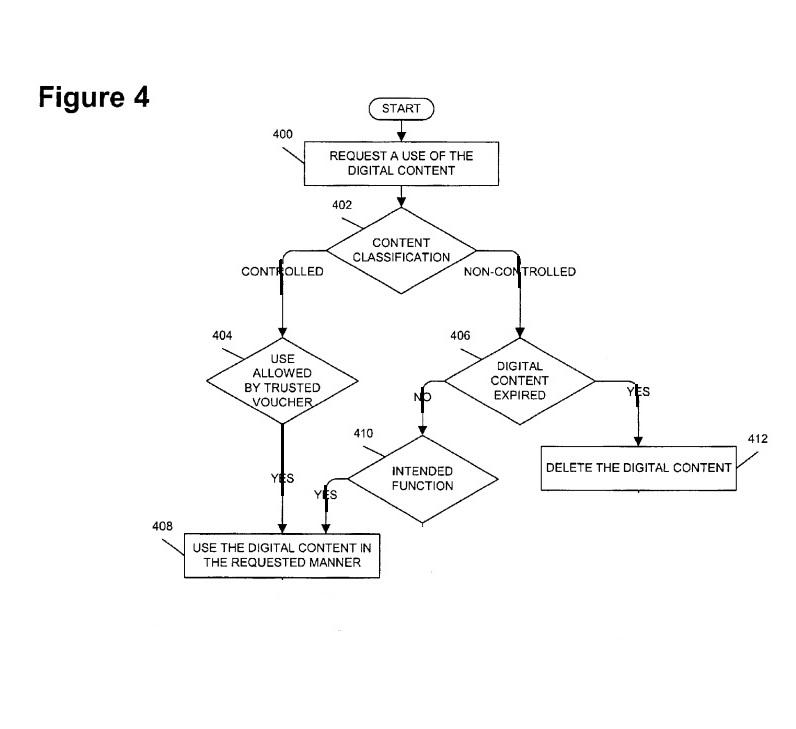 Figure 4
START
400
REQUEST A USE OF THE
DIGITAL CONTENT
402
CONTENT
CLASSIFICATION
CONTROLLED
NON-CONTROLLED
404
USE
ALLOWED
BY TRUSTED
VOUCHER
406
DIGITAL
CONTENT
EXPIRED
NO
YES
410
INTENDED
FUNCTION
412
DELETE THE DIGITAL CONTENT
YES
YES
408
USE THE DIGITAL CONTENT IN
THE REQUESTED MANNER